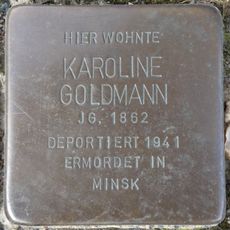 HIER WOHNTE
KAROLINE
GOLDMANN
JG. 1862
DEPORTIERT 1941
ERMORDET IN
MINSK